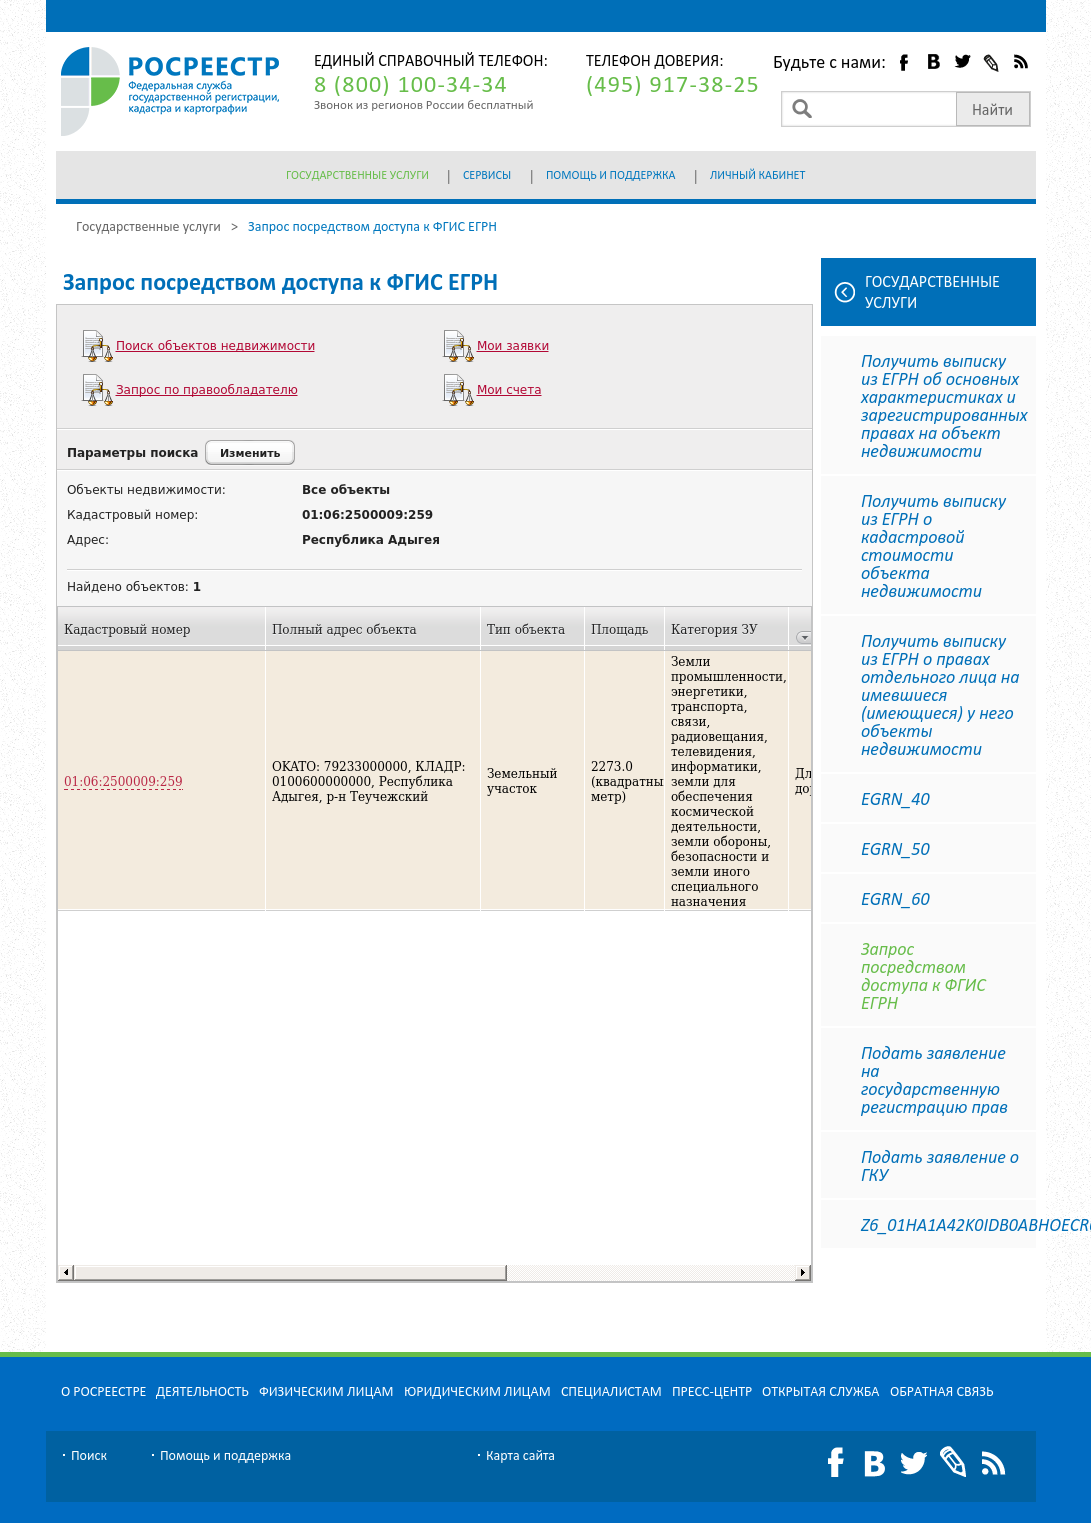 РОСРЕЕСТР
Федеральная служба
государственной регистрации,
кадастра и картографии
ЕДИНЫЙ СПРАВОЧНЫЙ ТЕЛЕФОН:
8 (800) 100-34-34
Звонок из регионов России бесплатный
ТЕЛЕФОН ДОВЕРИЯ:
(495) 917-38-25
Будьте с нами:
Найти
ГОСУДАРСТВЕННЫЕ УСЛУГИ | СЕРВИСЫ | ПОМОЩЬ И ПОДДЕРЖКА | ЛИЧНЫЙ КАБИНЕТ
Государственные услуги > Запрос посредством доступа к ФГИС ЕГРН
Запрос посредством доступа к ФГИС ЕГРН
Поиск объектов недвижимости
Мои заявки
Запрос по правообладателю
Мои счета
Параметры поиска Изменить
Объекты недвижимости: Все объекты
Кадастровый номер: 01:06:2500009:259
Адрес: Республика Адыгея
Найдено объектов: 1
Кадастровый номер Полный адрес объекта Тип объекта Площадь Категория ЗУ
01:06:2500009:259
ОКАТО: 79233000000, КЛАДР:
0100600000000, Республика
Адыгея, р-н Теучежский
Земельный
участок
2273.0
(квадратны
метр)
Земли
промышленности,
энергетики,
транспорта,
связи,
радиовещания,
телевидения,
информатики,
земли для
обеспечения
космической
деятельности,
земли обороны,
безопасности и
земли иного
специального
назначения
ГОСУДАРСТВЕННЫЕ
УСЛУГИ
Получить выписку
из ЕГРН об основных
характеристиках и
зарегистрированных
правах на объект
недвижимости
Получить выписку
из ЕГРН о
кадастровой
стоимости
объекта
недвижимости
Получить выписку
из ЕГРН о правах
отдельного лица на
имевшиеся
(имеющиеся) у него
объекты
недвижимости
EGRN_40
EGRN_50
EGRN_60
Запрос
посредством
доступа к ФГИС
ЕГРН
Подать заявление
на
государственную
регистрацию прав
Подать заявление о
ГКУ
Z6_01HA1A42K0IDB0ABHOECR
О РОСРЕЕСТРЕ ДЕЯТЕЛЬНОСТЬ ФИЗИЧЕСКИМ ЛИЦАМ ЮРИДИЧЕСКИМ ЛИЦАМ СПЕЦИАЛИСТАМ ПРЕСС-ЦЕНТР ОТКРЫТАЯ СЛУЖБА ОБРАТНАЯ СВЯЗЬ
· Поиск · Помощь и поддержка · Карта сайта